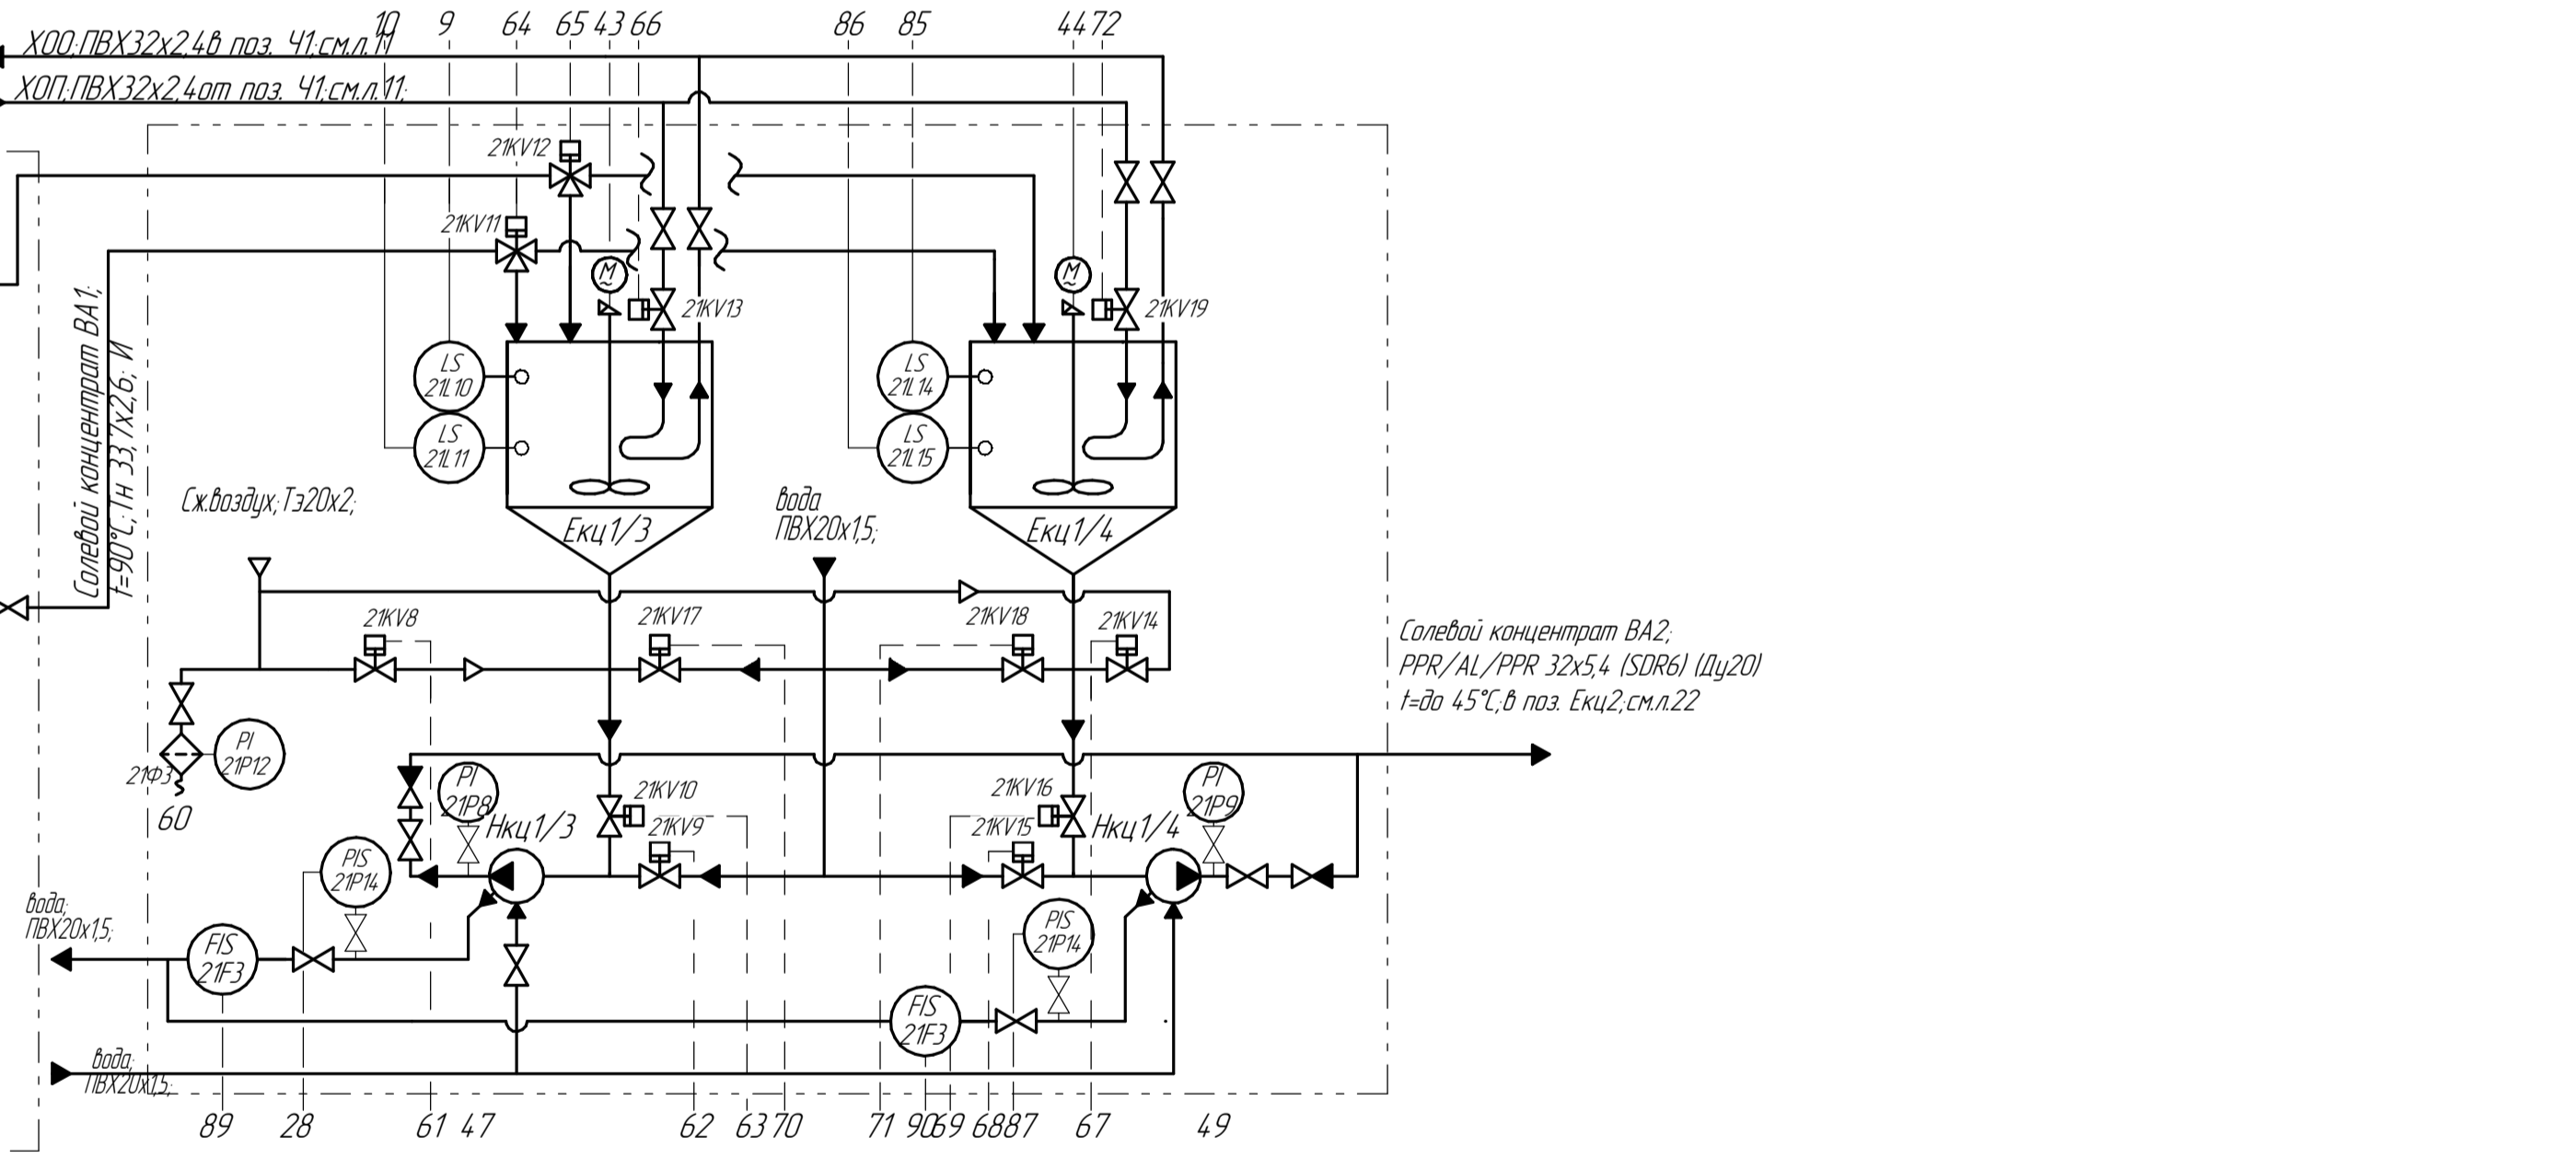 10 9 64 65 43 66 86 85 44 72
ХОО;ПВХ32х2,4в поз. Ч1;см.л.11
ХОП;ПВХ32х2,4от поз. Ч1;см.л.11;
21KV12
21KV11
21KV13
21KV19
M
~
M
~
LS
21L10
LS
21L11
LS
21L14
LS
21L15
Солевой концентрат ВА1;
t=90°С;Тн 33,7х2,6; И
Сж.воздух;Тэ20х2;
Екц1/3
вода
ПВХ20х1,5;
Екц1/4
21KV8
21KV17
21KV18
21KV14
Солевой концентрат ВА2;
PPR/AL/PPR 32х5,4 (SDR6) (Ду20)
t=до 45°С;в поз. Екц2;см.л.22
PI
21P12
21Ф3
60
PI
21P8
Нкц1/3
21KV10
21KV9
21KV16
21KV15
Нкц1/4
PI
21P9
PIS
21P14
вода;
ПВХ20х1,5;
FIS
21F3
PIS
21P14
FIS
21F3
вода;
ПВХ20х1,5;
89 28 61 47 62 63 70 71 90 69 68 87 67 49